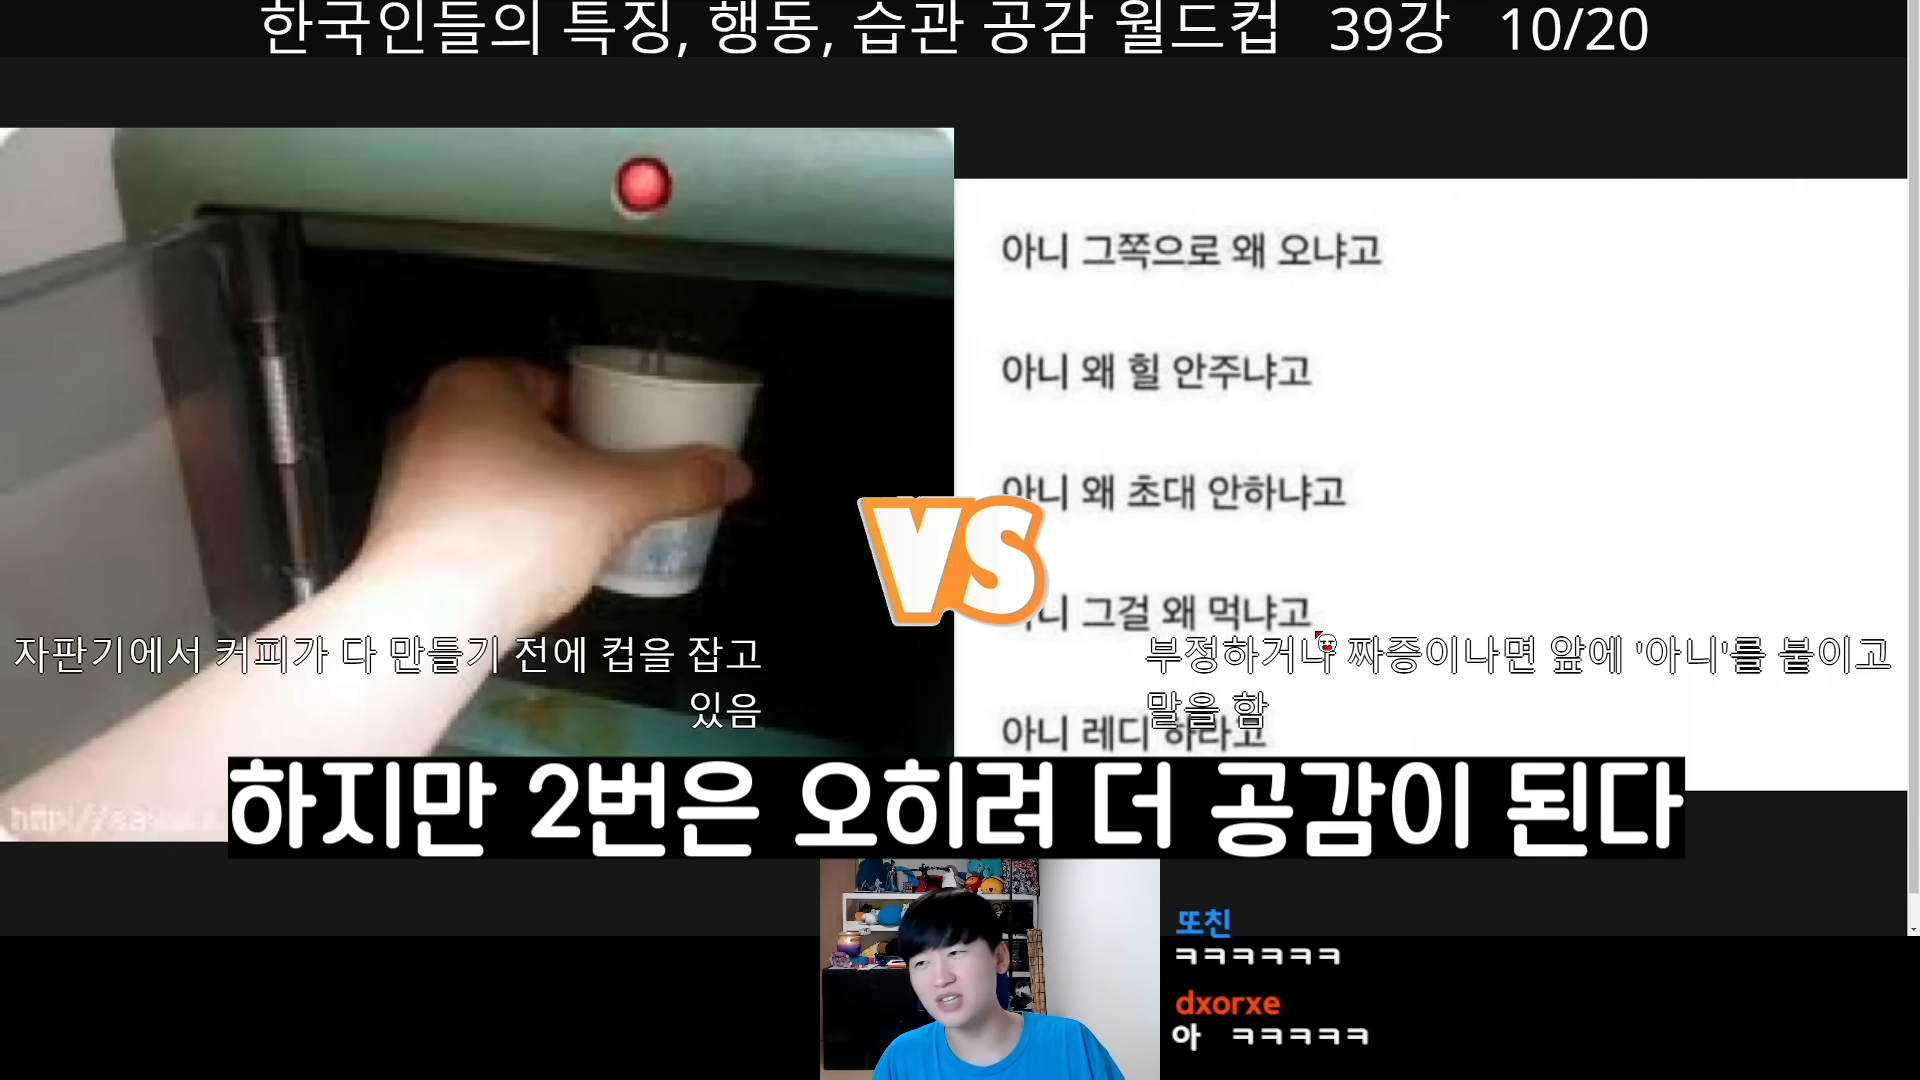 한국인들의 특징, 행동, 습관 공감 월드컵 39강 10/20
아니 그쪽으로 왜 오냐고
아니 왜 힐 안주냐고
아니 왜 초대 안하냐고
아니 그걸 왜 먹냐고
아니 레디 하라고
VS
자판기에서 커피가 다 만들기 전에 컵을 잡고
있음
부정하거나 짜증이나면 앞에 '아니'를 붙이고
말을 함
하지만 2번은 오히려 더 공감이 된다
또친
ㅋㅋㅋㅋㅋㅋ
dxorxe
아 ㅋㅋㅋㅋㅋ